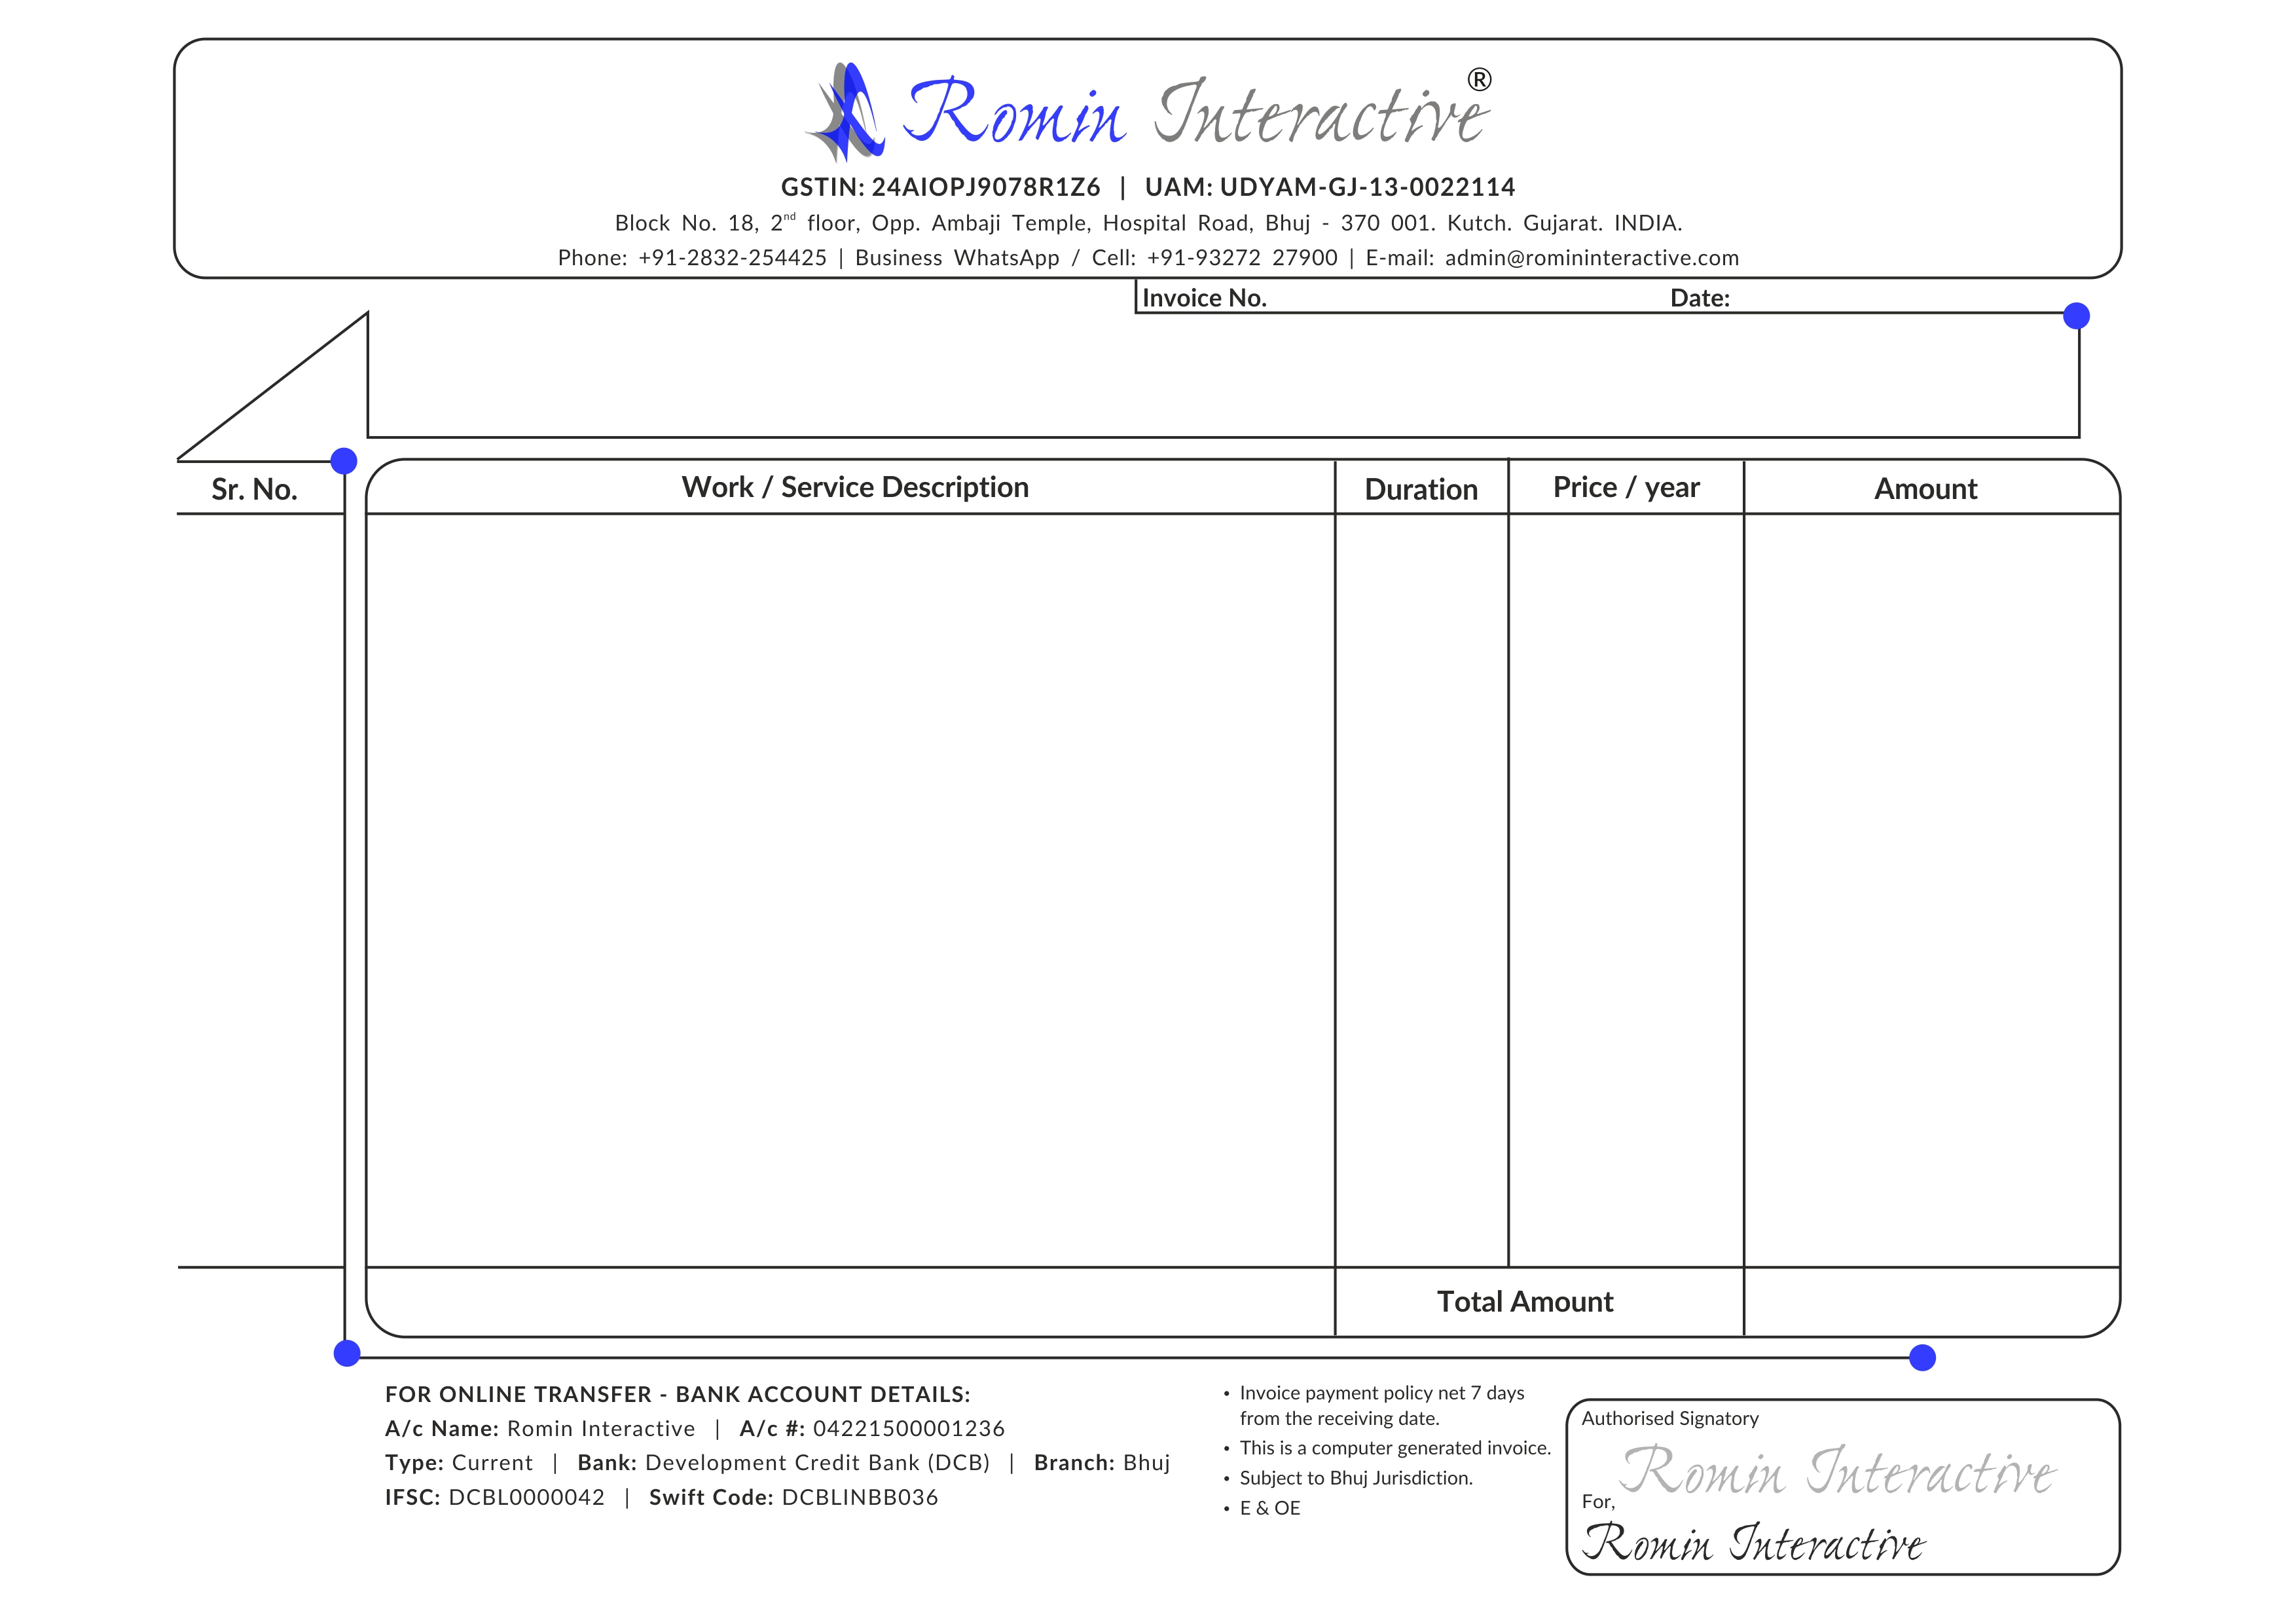 Romin Interactive®
GSTIN: 24AIOPJ9078R1Z6 | UAM: UDYAM-GJ-13-0022114
Block No. 18, 2nd floor, Opp. Ambaji Temple, Hospital Road, Bhuj - 370 001. Kutch. Gujarat. INDIA.
Phone: +91-2832-254425 | Business WhatsApp / Cell: +91-93272 27900 | E-mail: admin@romininteractive.com
Invoice No. Date:
Sr. No. Work / Service Description Duration Price / year Amount
Total Amount
FOR ONLINE TRANSFER - BANK ACCOUNT DETAILS:
A/c Name: Romin Interactive | A/c #: 04221500001236
Type: Current | Bank: Development Credit Bank (DCB) | Branch: Bhuj
IFSC: DCBL0000042 | Swift Code: DCBLINBB036
• Invoice payment policy net 7 days
from the receiving date.
• This is a computer generated invoice.
• Subject to Bhuj Jurisdiction.
• E & OE
Authorised Signatory
Romin Interactive
For,
Romin Interactive